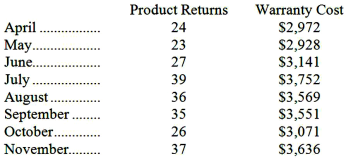 Product Returns Warranty Cost
April .................. 24 $2,972
May.................. 23 $2,928
June.................. 27 $3,141
July .................. 39 $3,752
August............. 36 $3,569
September ........ 35 $3,551
October............ 26 $3,071
November......... 37 $3,636